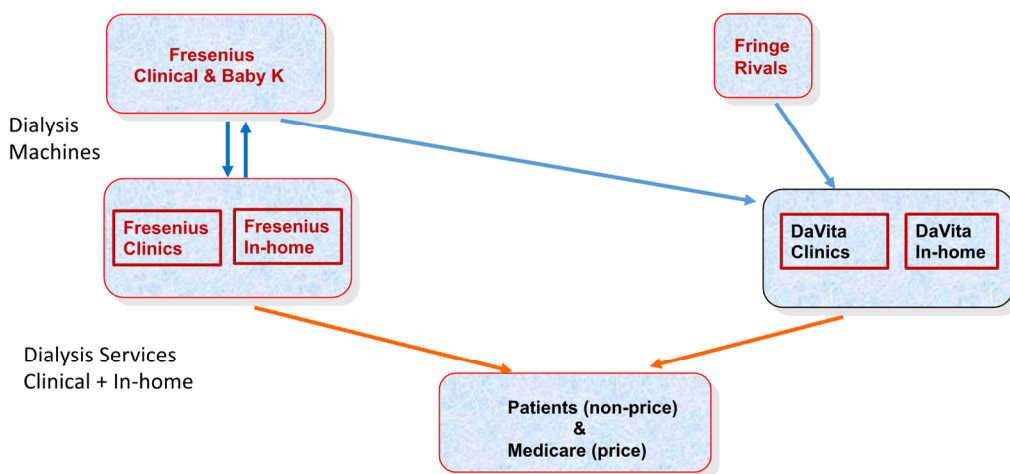 Fresenius
Clinical & Baby K
Fringe
Rivals
Dialysis
Machines
Fresenius
Clinics
Fresenius
In-home
DaVita
Clinics
DaVita
In-home
Dialysis Services
Clinical + In-home
Patients (non-price)
&
Medicare (price)